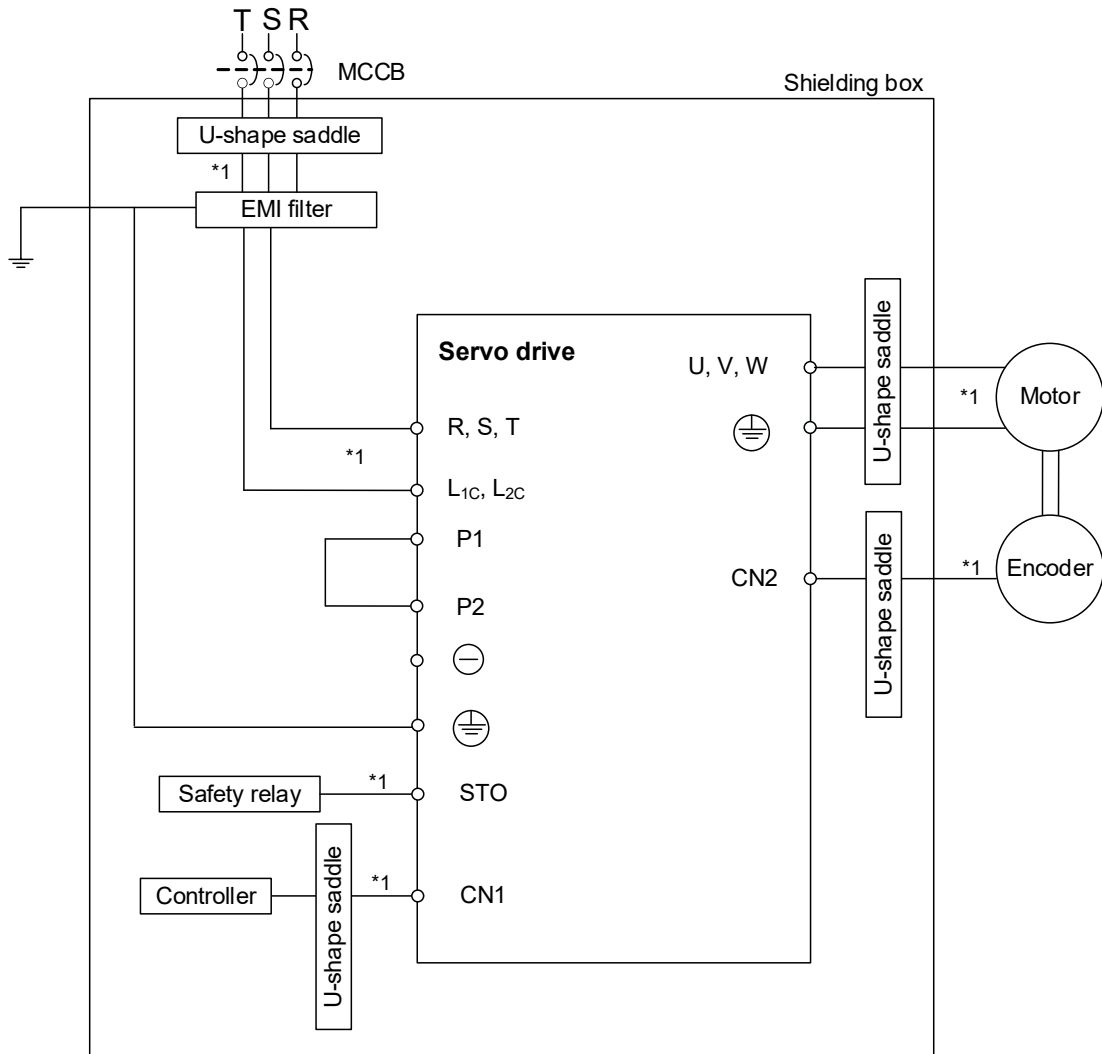 T S R
MCCB
Shielding box
U-shape saddle
*1
EMI filter
Servo drive
U, V, W
U-shape saddle
*1
Motor
R, S, T
*1
L1C, L2C
P1
P2
CN2
U-shape saddle
*1
Encoder
Safety relay
*1
STO
Controller
U-shape saddle
*1
CN1